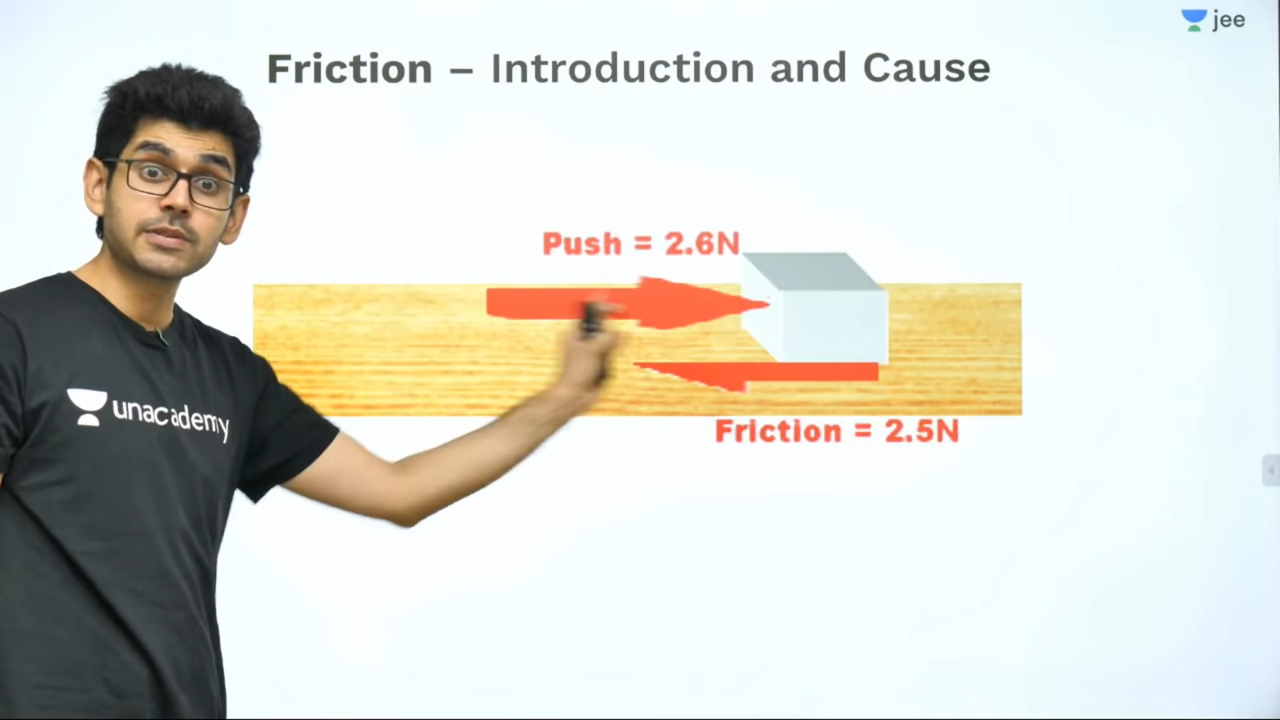 jee
Friction – Introduction and Cause
Push = 2.6N
Friction = 2.5N
unacademy